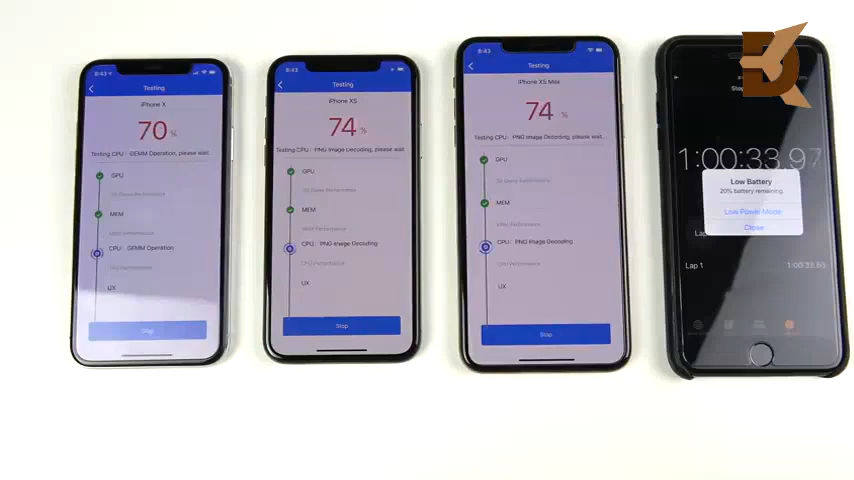 8:43
Testing
iPhone X
70 %
Testing CPU : GEMM Operation, please wait...
GPU
MEM
CPU : GEMM Operation
UX
Stop
8:43
Testing
iPhone XS
74 %
Testing CPU : PNG Image Decoding, please wait
GPU
MEM
CPU : PNG Image Decoding
UX
Stop
8:43
Testing
iPhone XS Max
74 %
Testing CPU : PNG Image Decoding, please wait...
GPU
MEM
CPU : PNG Image Decoding
UX
Stop
1:00:33.97
Low Battery
20% battery remaining
Low Power Mode
Close
Lap 1